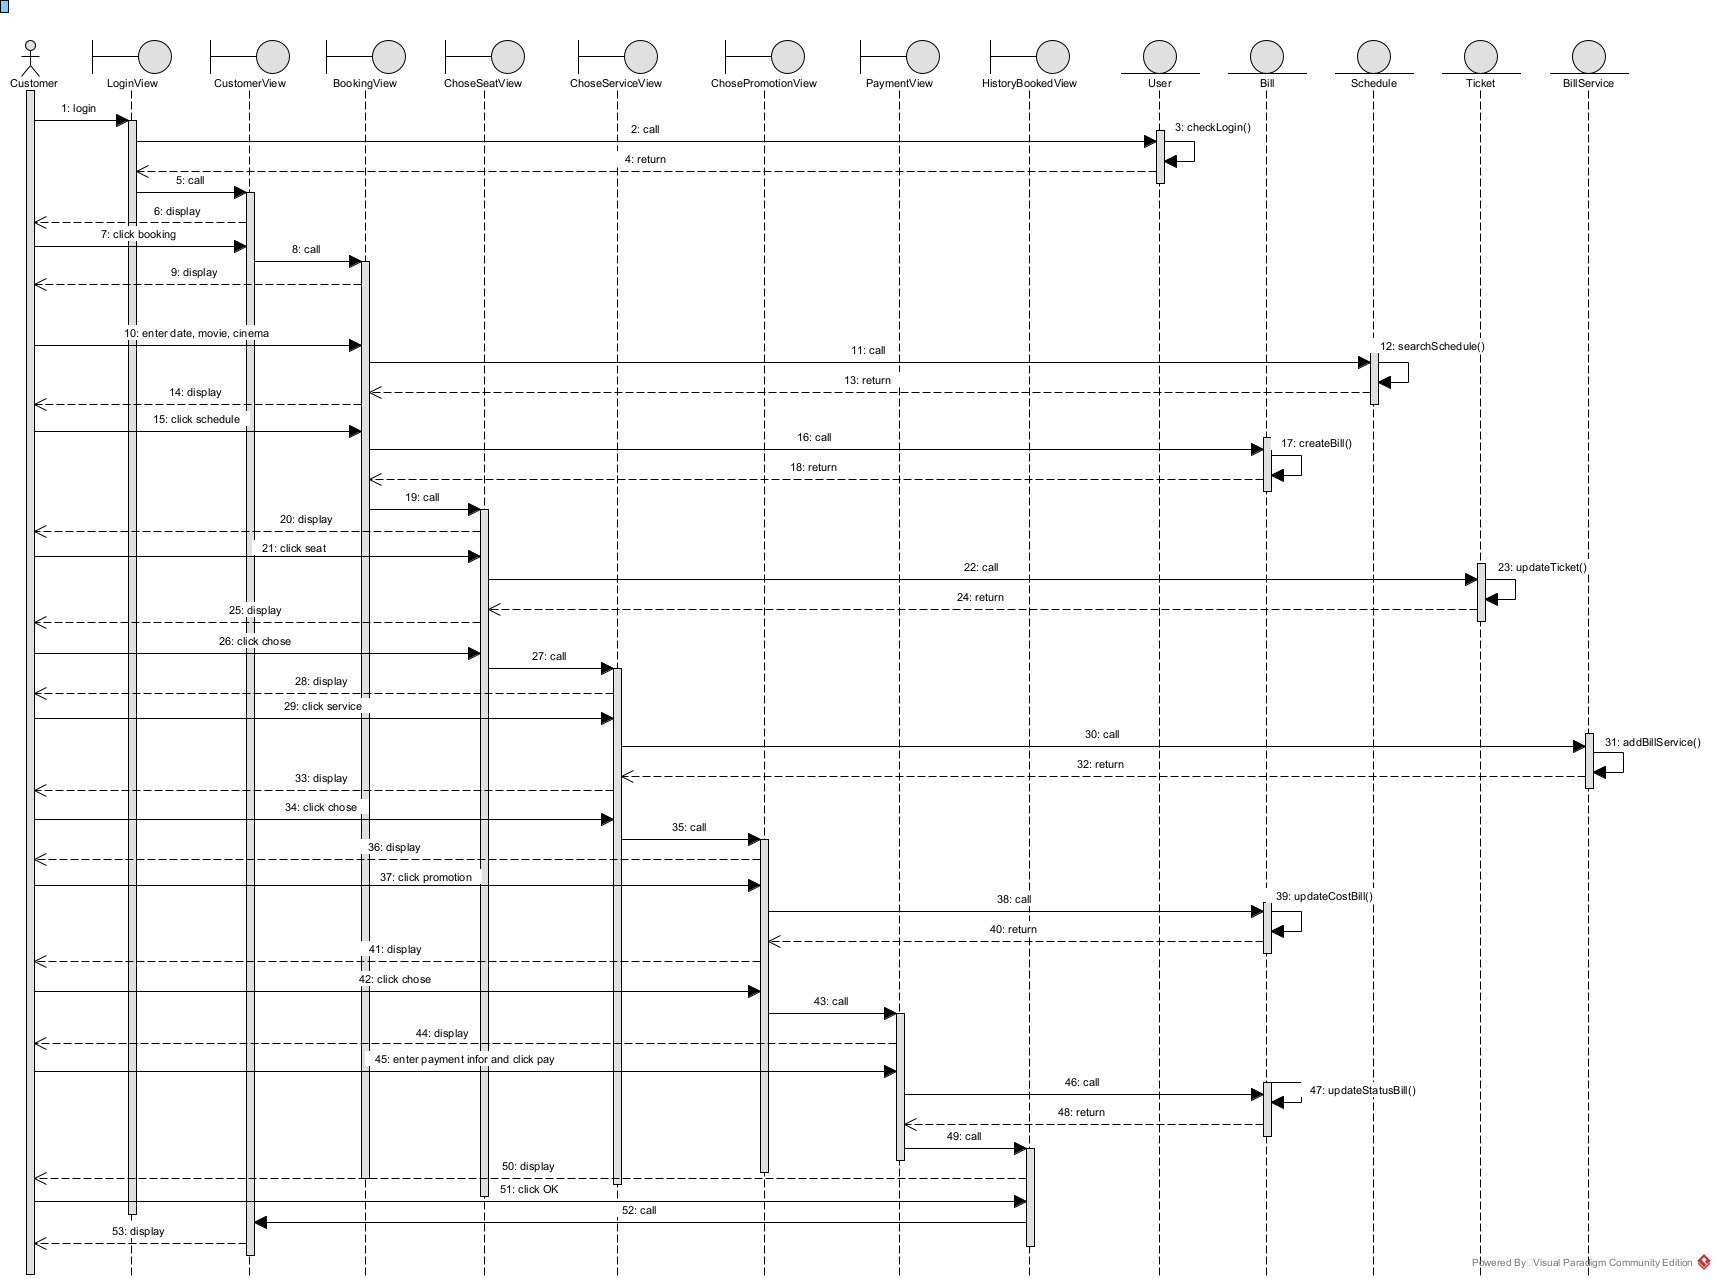 Customer
LoginView
CustomerView
BookingView
ChoseSeatView
ChoseServiceView
ChosePromotionView
PaymentView
HistoryBookedView
User
Bill
Schedule
Ticket
BillService
1: login
2: call
3: checkLogin()
4: return
5: call
6: display
7: click booking
8: call
9: display
10: enter date, movie, cinema
11: call
12: searchSchedule()
13: return
14: display
15: click schedule
16: call
17: createBill()
18: return
19: call
20: display
21: click seat
22: call
23: updateTicket()
24: return
25: display
26: click chose
27: call
28: display
29: click service
30: call
31: addBillService()
32: return
33: display
34: click chose
35: call
36: display
37: click promotion
38: call
39: updateCostBill()
40: return
41: display
42: click chose
43: call
44: display
45: enter payment infor and click pay
46: call
47: updateStatusBill()
48: return
49: call
50: display
51: click OK
52: call
53: display
Powered By Visual Paradigm Community Edition